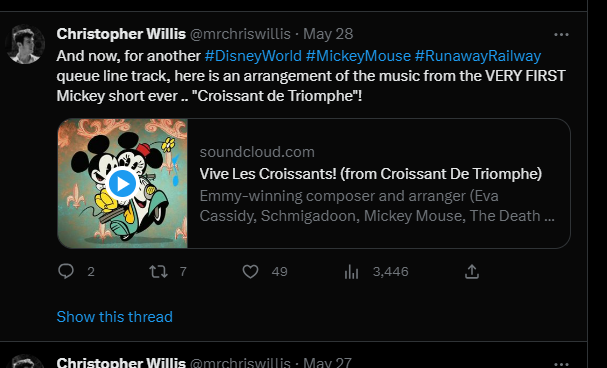 Christopher Willis @mrchriswillis · May 28 ...
And now, for another #DisneyWorld #MickeyMouse #RunawayRailway
queue line track, here is an arrangement of the music from the VERY FIRST
Mickey short ever .. "Croissant de Triomphe"!
soundcloud.com
Vive Les Croissants! (from Croissant De Triomphe)
Emmy-winning composer and arranger (Eva
Cassidy, Schmigadoon, Mickey Mouse, The Death ...
2 7 49 3,446
Show this thread
Christopher Willis @mrchriswillis · May 27 ...